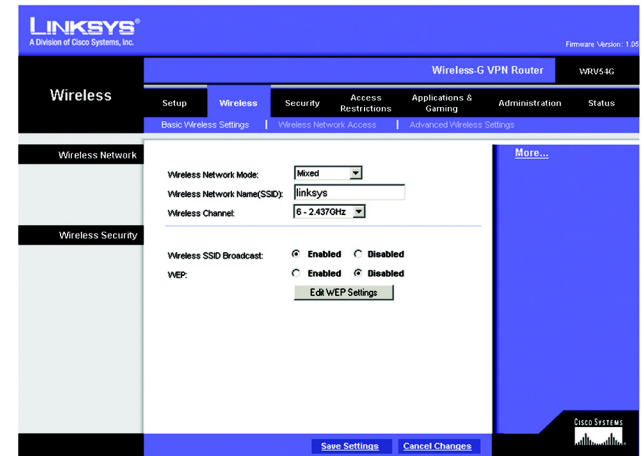 LINKSYS®
A Division of Cisco Systems, Inc.
Firmware Version: 1.05
Wireless-G VPN Router WRV54G
Wireless
Setup Wireless Security Access Restrictions Applications & Gaming Administration Status
Basic Wireless Settings | Wireless Network Access | Advanced Wireless Settings
Wireless Network
More...
Wireless Network Mode: Mixed
Wireless Network Name(SSID): linksys
Wireless Channel: 6 - 2.437GHz
Wireless Security
Wireless SSID Broadcast: Enabled Disabled
WEP: Enabled Disabled
Edit WEP Settings
CISCO SYSTEMS
Save Settings Cancel Changes